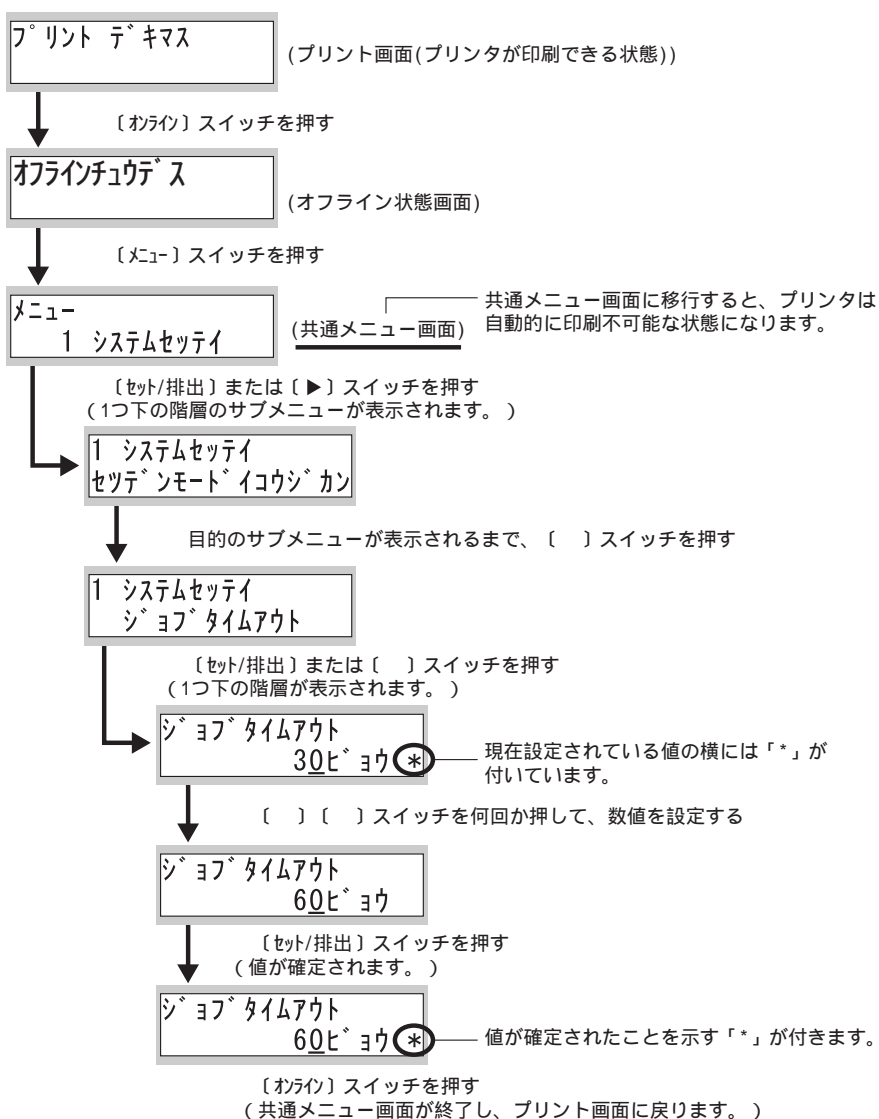 プリント デキマス
(プリント画面(プリンタが印刷できる状態))
〔ｵﾝﾗｲﾝ〕スイッチを押す
オフラインチュウデス
(オフライン状態画面)
〔ﾒﾆｭｰ〕スイッチを押す
メニュー
1 システムセッテイ
(共通メニュー画面)
共通メニュー画面に移行すると、プリンタは
自動的に印刷不可能な状態になります。
〔ｾｯﾄ/排出〕または〔▶〕スイッチを押す
(1つ下の階層のサブメニューが表示されます。)
1 システムセッテイ
セツデンモードイコウジカン
目的のサブメニューが表示されるまで、〔 〕スイッチを押す
1 システムセッテイ
ジョブタイムアウト
〔ｾｯﾄ/排出〕または〔 〕スイッチを押す
(1つ下の階層が表示されます。)
ジョブタイムアウト
30ビョウ*
現在設定されている値の横には「*」が
付いています。
〔 〕〔 〕スイッチを何回か押して、数値を設定する
ジョブタイムアウト
60ビョウ
〔ｾｯﾄ/排出〕スイッチを押す
(値が確定されます。)
ジョブタイムアウト
60ビョウ*
値が確定されたことを示す「*」が付きます。
〔ｵﾝﾗｲﾝ〕スイッチを押す
(共通メニュー画面が終了し、プリント画面に戻ります。)